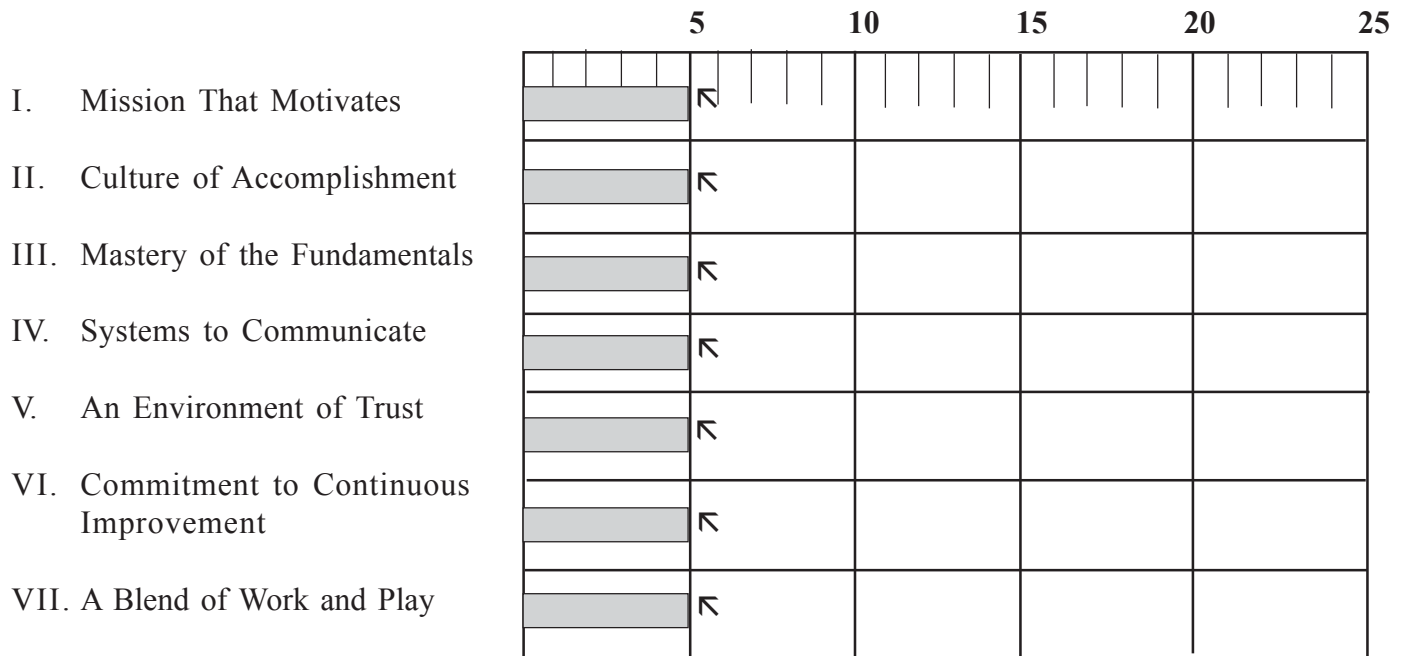 5 10 15 20 25
I. Mission That Motivates
II. Culture of Accomplishment
III. Mastery of the Fundamentals
IV. Systems to Communicate
V. An Environment of Trust
VI. Commitment to Continuous
Improvement
VII. A Blend of Work and Play